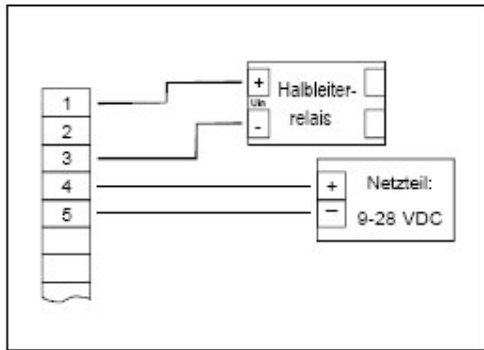 1
2
3
4
5
+
Uin
-
Halbleiter-
relais
+
–
Netzteil:
9-28 VDC